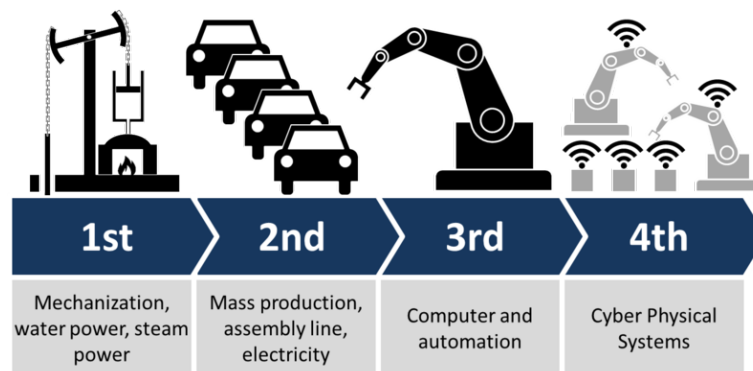 1st
2nd
3rd
4th
Mechanization,
water power, steam
power
Mass production,
assembly line,
electricity
Computer and
automation
Cyber Physical
Systems